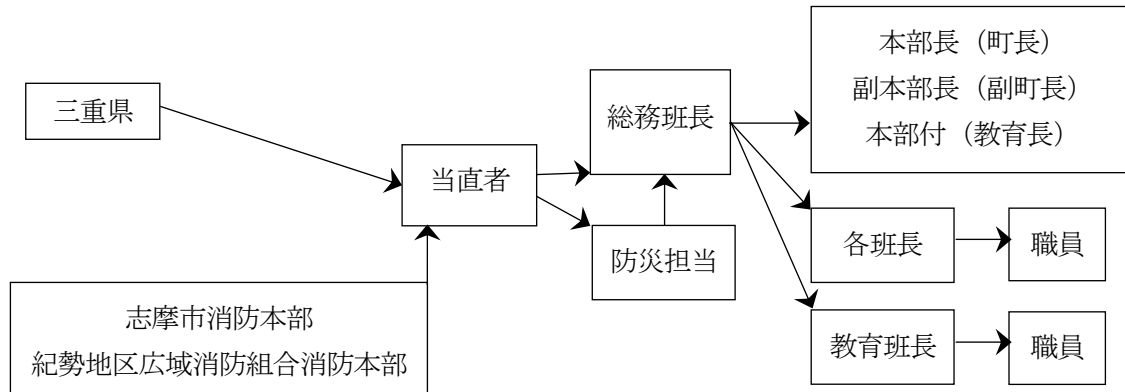 三重県
当直者
志摩市消防本部
紀勢地区広域消防組合消防本部
総務班長
防災担当
本部長（町長）
副本部長（副町長）
本部付（教育長）
各班長
職員
教育班長
職員